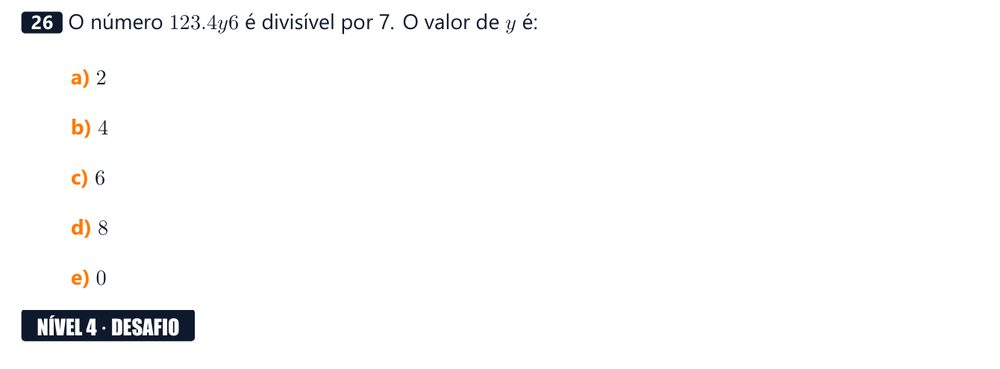 26 O número 123.4y6 é divisível por 7. O valor de y é:
a) 2
b) 4
c) 6
d) 8
e) 0
NÍVEL 4 · DESAFIO